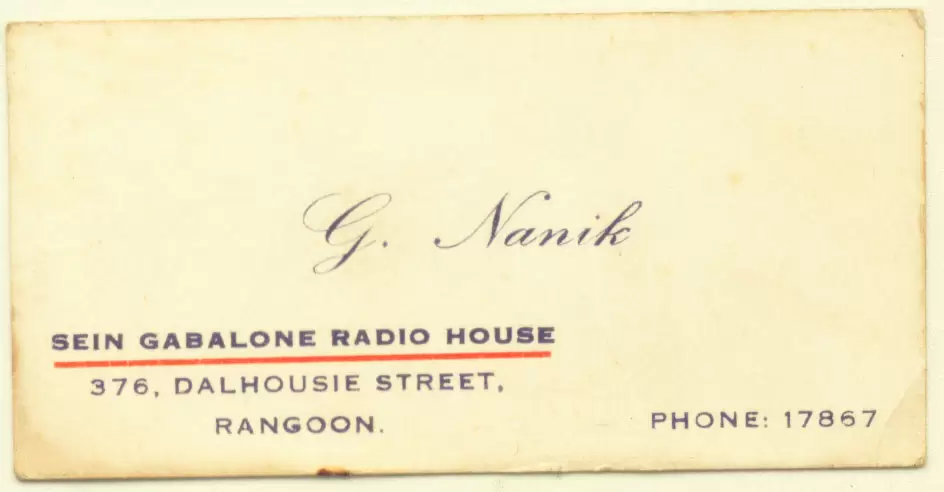 G. Nanik
SEIN GABALONE RADIO HOUSE
376, DALHOUSIE STREET,
RANGOON.
PHONE: 17867